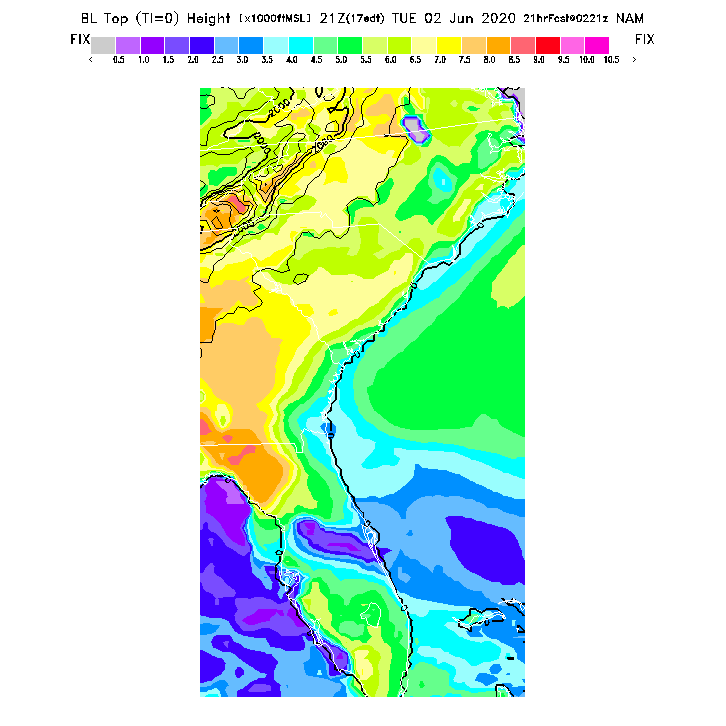 BL Top (TI=0) Height [x1000ftMSL] 21Z(17edt) TUE 02 Jun 2020 21hrFcst@0221z NAM
FIX FIX
< 0.5 1.0 1.5 2.0 2.5 3.0 3.5 4.0 4.5 5.0 5.5 6.0 6.5 7.0 7.5 8.0 8.5 9.0 9.5 10.0 10.5 >
2000
2000
2000